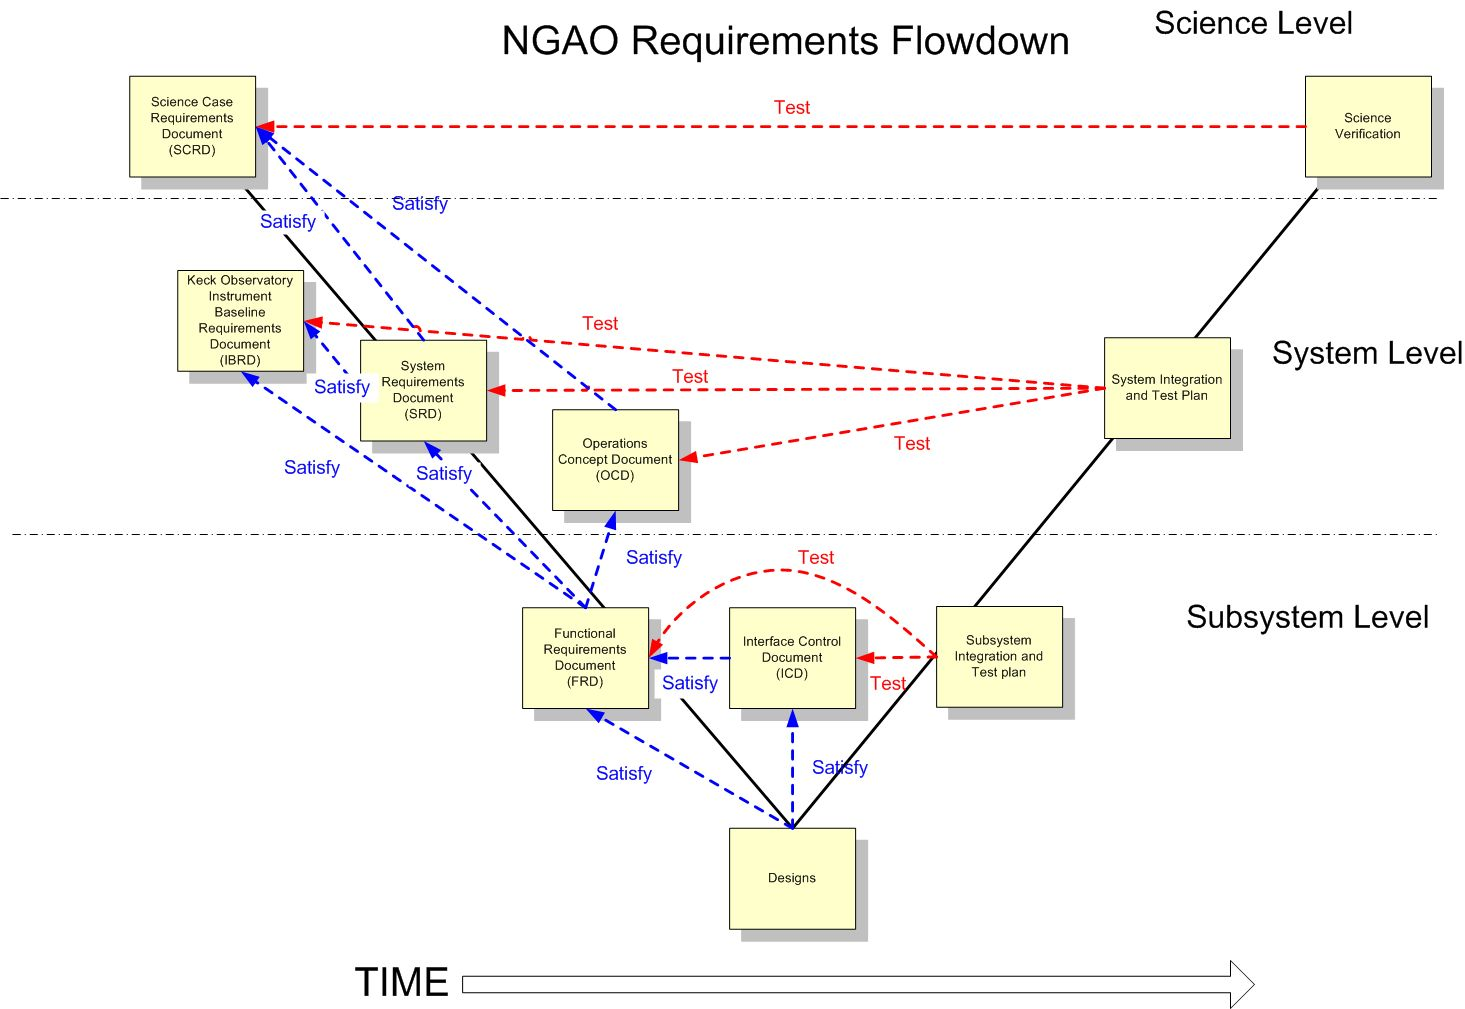 NGAO Requirements Flowdown
Science Level
Science Case
Requirements
Document
(SCRD)
Test
Science
Verification
Satisfy
Satisfy
Keck Observatory
Instrument
Baseline
Requirements
Document
(IBRD)
Test
System Level
System
Requirements
Document
(SRD)
Test
Satisfy
System Integration
and Test Plan
Operations
Concept Document
(OCD)
Test
Satisfy
Satisfy
Satisfy
Test
Subsystem Level
Functional
Requirements
Document
(FRD)
Interface Control
Document
(ICD)
Subsystem
Integration and
Test plan
Satisfy
Test
Satisfy
Satisfy
Designs
TIME